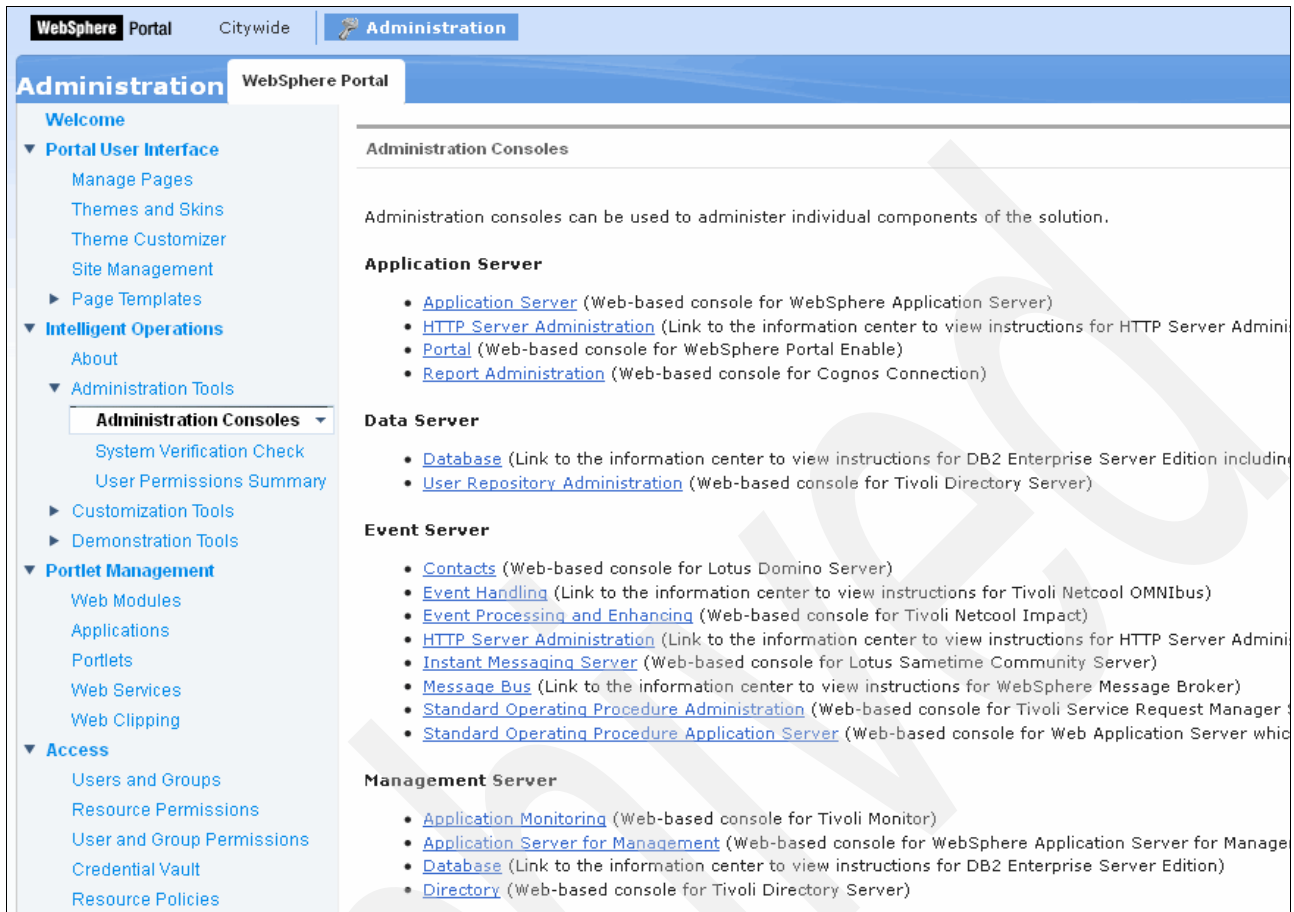 WebSphere Portal Citywide Administration
Administration WebSphere Portal
Welcome
Portal User Interface
Manage Pages
Themes and Skins
Theme Customizer
Site Management
Page Templates
Intelligent Operations
About
Administration Tools
Administration Consoles
System Verification Check
User Permissions Summary
Customization Tools
Demonstration Tools
Portlet Management
Web Modules
Applications
Portlets
Web Services
Web Clipping
Access
Users and Groups
Resource Permissions
User and Group Permissions
Credential Vault
Resource Policies
Administration Consoles
Administration consoles can be used to administer individual components of the solution.
Application Server
• Application Server (Web-based console for WebSphere Application Server)
• HTTP Server Administration (Link to the information center to view instructions for HTTP Server Admini
• Portal (Web-based console for WebSphere Portal Enable)
• Report Administration (Web-based console for Cognos Connection)
Data Server
• Database (Link to the information center to view instructions for DB2 Enterprise Server Edition includin
• User Repository Administration (Web-based console for Tivoli Directory Server)
Event Server
• Contacts (Web-based console for Lotus Domino Server)
• Event Handling (Link to the information center to view instructions for Tivoli Netcool OMNIbus)
• Event Processing and Enhancing (Web-based console for Tivoli Netcool Impact)
• HTTP Server Administration (Link to the information center to view instructions for HTTP Server Admini
• Instant Messaging Server (Web-based console for Lotus Sametime Community Server)
• Message Bus (Link to the information center to view instructions for WebSphere Message Broker)
• Standard Operating Procedure Administration (Web-based console for Tivoli Service Request Manager
• Standard Operating Procedure Application Server (Web-based console for Web Application Server whic
Management Server
• Application Monitoring (Web-based console for Tivoli Monitor)
• Application Server for Management (Web-based console for WebSphere Application Server for Manage
• Database (Link to the information center to view instructions for DB2 Enterprise Server Edition)
• Directory (Web-based console for Tivoli Directory Server)